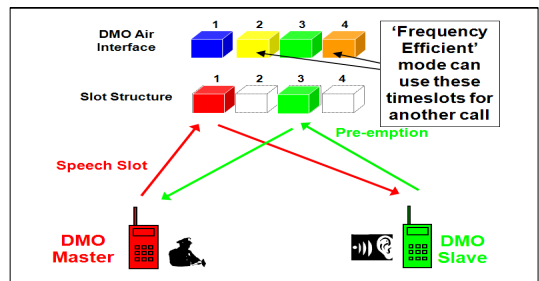 DMO Air
Interface
1 2 3 4
‘Frequency
Efficient’
mode can
use these
timeslots for
another call
Slot Structure
1 2 3 4
Speech Slot
Pre-emption
DMO
Master
DMO
Slave